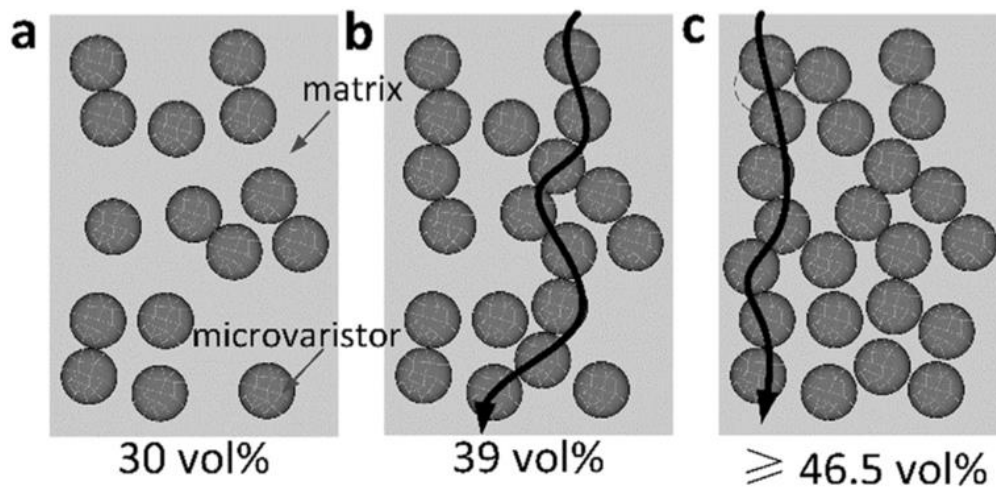 a
b
c
matrix
microvaristor
30 vol%
39 vol%
⩾ 46.5 vol%